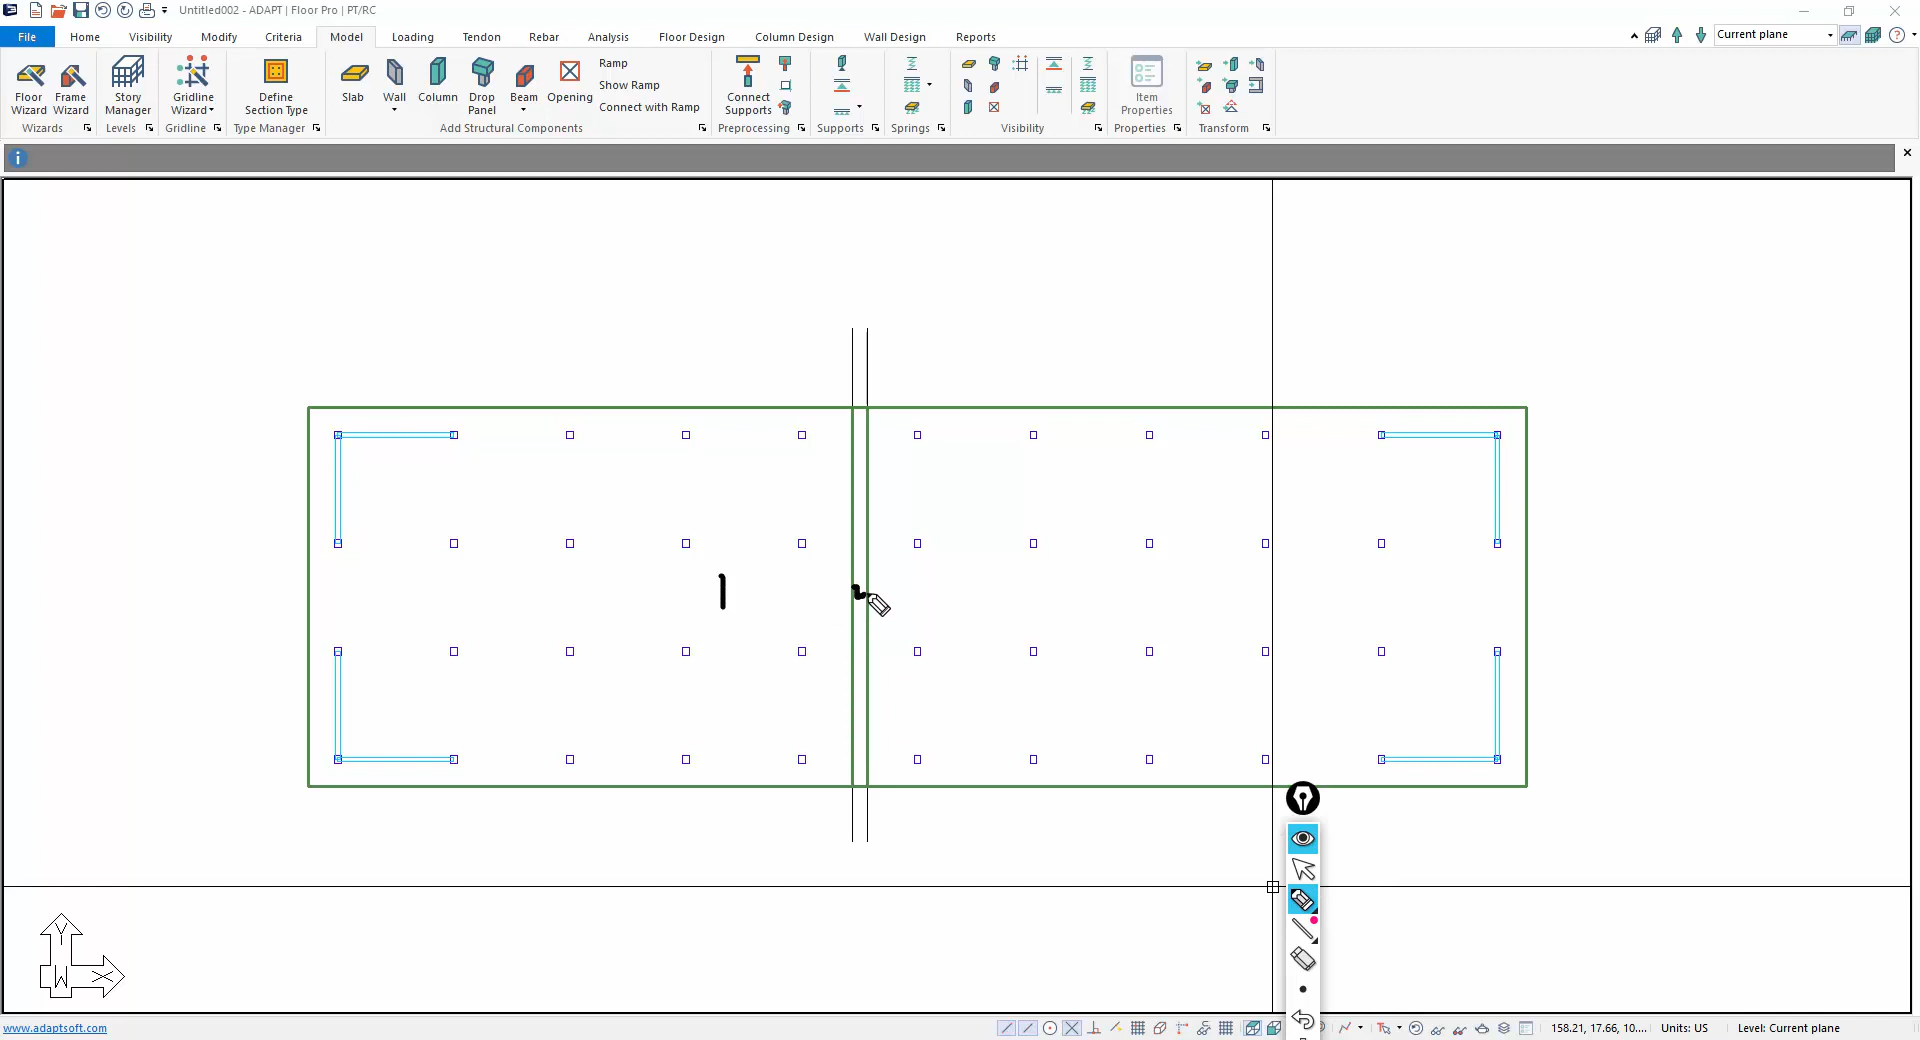 Untitled002 - ADAPT | Floor Pro | PT/RC
File Home Visibility Modify Criteria Model Loading Tendon Rebar Analysis Floor Design Column Design Wall Design Reports
Current plane
Floor Wizard
Frame Wizard
Wizards
Story Manager
Levels
Gridline Wizard
Gridline
Define Section Type
Type Manager
Slab
Wall
Column
Drop Panel
Beam
Opening
Ramp
Show Ramp
Connect with Ramp
Add Structural Components
Connect Supports
Preprocessing
Supports
Springs
Visibility
Item Properties
Properties
Transform
1
Y
W X
www.adaptsoft.com
158.21, 17.66, 10....
Units: US
Level: Current plane